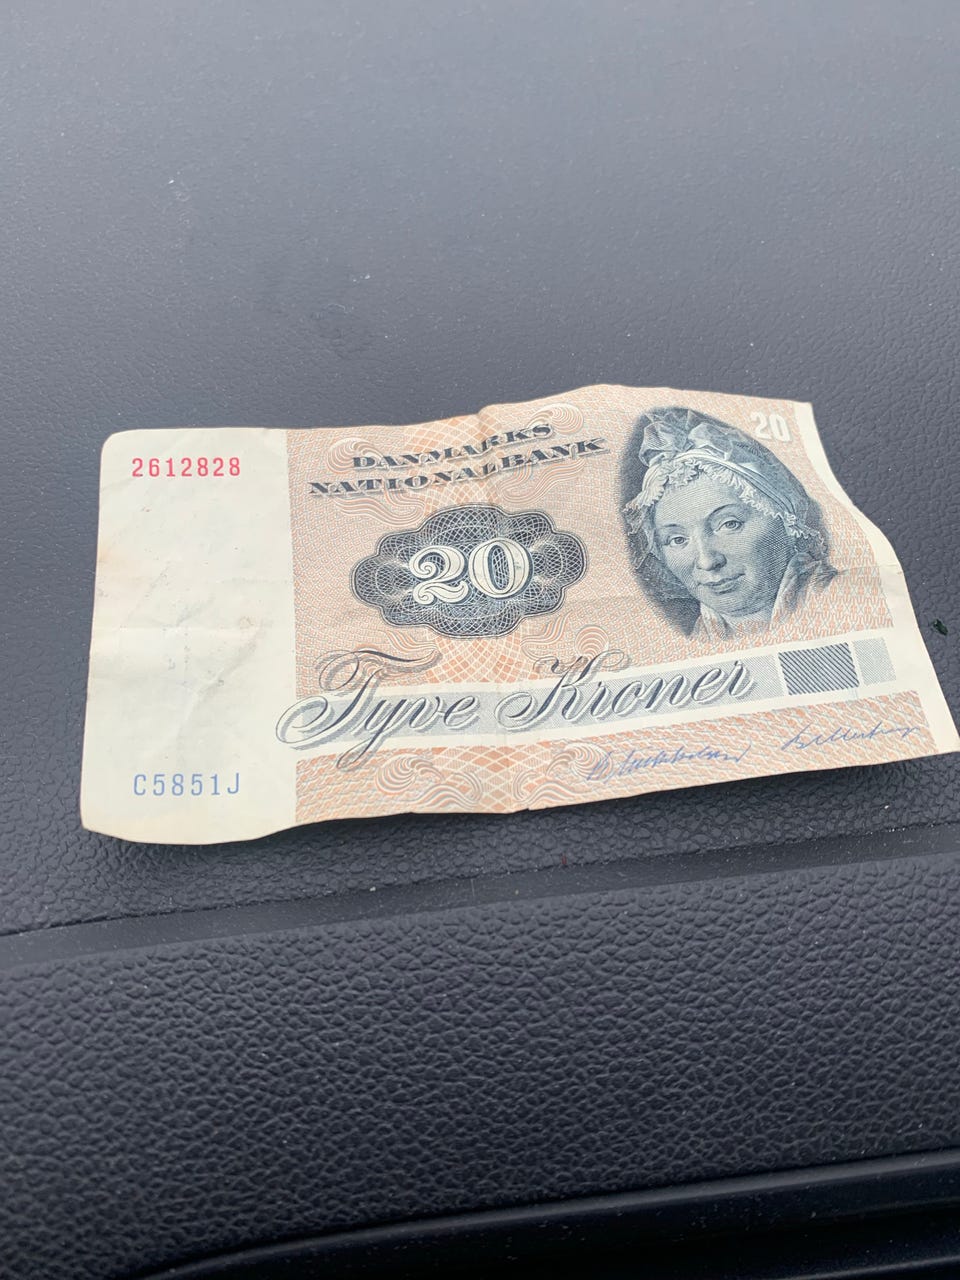 2612828
20
DANMARKS
NATIONALBANK
20
Tyve Kroner
C5851J